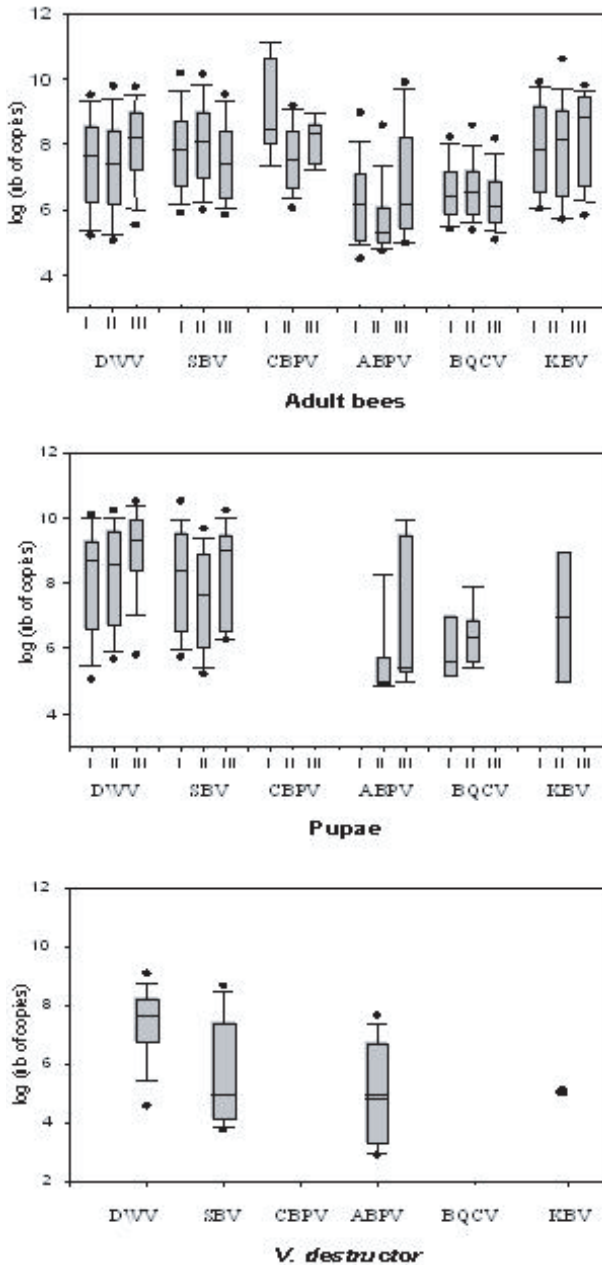 12
10
8
6
4
log (nb of copies)
I II III I II III I II III I II III I II III I II III
DWV SBV CBPV ABPV BQCV KBV
Adult bees
12
10
8
6
4
log (nb of copies)
I II III I II III I II III I II III I II III I II III
DWV SBV CBPV ABPV BQCV KBV
Pupae
12
10
8
6
4
2
log (nb of copies)
DWV SBV CBPV ABPV BQCV KBV
V. destructor